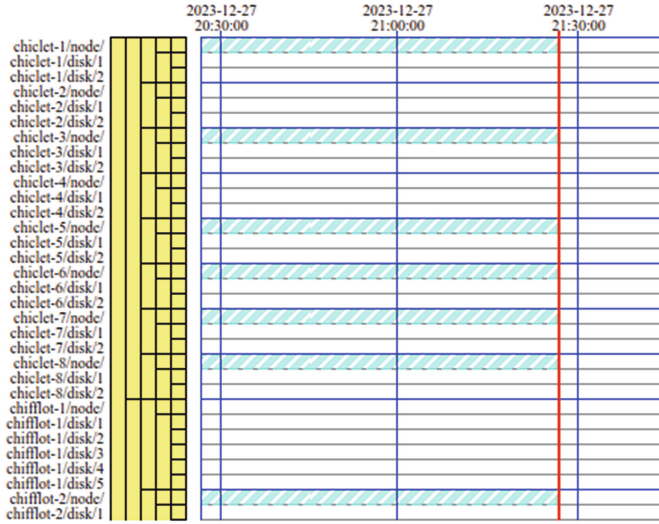 2023-12-27 2023-12-27 2023-12-27
20:30:00 21:00:00 21:30:00
chiclet-1/node/
chiclet-1/disk/1
chiclet-1/disk/2
chiclet-2/node/
chiclet-2/disk/1
chiclet-2/disk/2
chiclet-3/node/
chiclet-3/disk/1
chiclet-3/disk/2
chiclet-4/node/
chiclet-4/disk/1
chiclet-4/disk/2
chiclet-5/node/
chiclet-5/disk/1
chiclet-5/disk/2
chiclet-6/node/
chiclet-6/disk/1
chiclet-6/disk/2
chiclet-7/node/
chiclet-7/disk/1
chiclet-7/disk/2
chiclet-8/node/
chiclet-8/disk/1
chiclet-8/disk/2
chifflot-1/node/
chifflot-1/disk/1
chifflot-1/disk/2
chifflot-1/disk/3
chifflot-1/disk/4
chifflot-1/disk/5
chifflot-2/node/
chifflot-2/disk/1